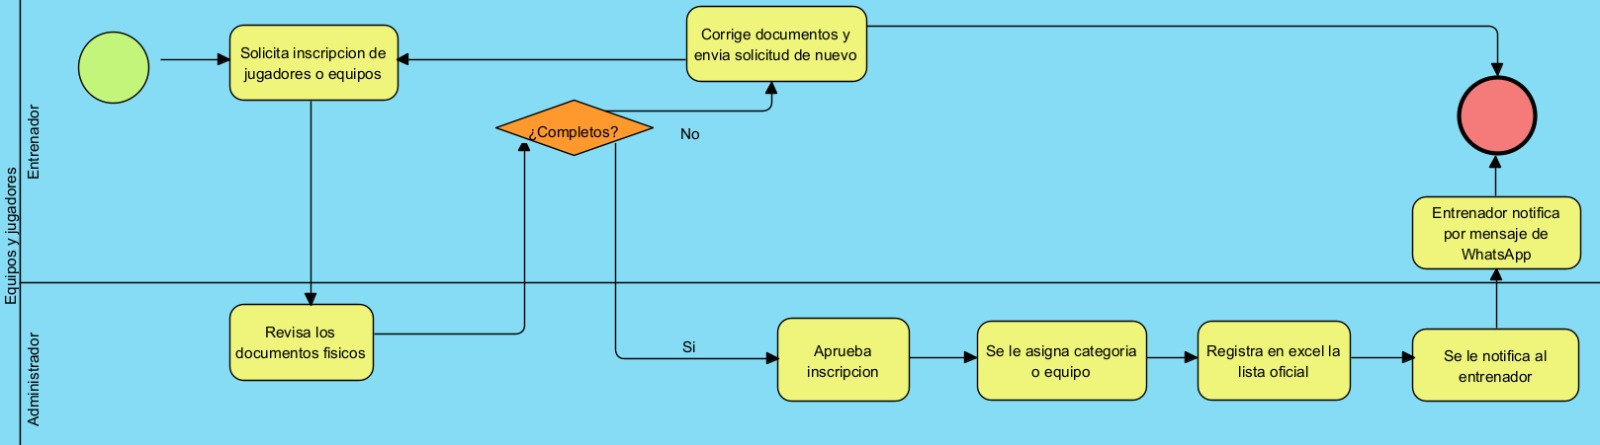 Equipos y jugadores
Entrenador
Solicita inscripcion de
jugadores o equipos
Corrige documentos y
envia solicitud de nuevo
¿Completos?
No
Entrenador notifica
por mensaje de
WhatsApp
Administrador
Revisa los
documentos fisicos
Si
Aprueba
inscripcion
Se le asigna categoria
o equipo
Registra en excel la
lista oficial
Se le notifica al
entrenador